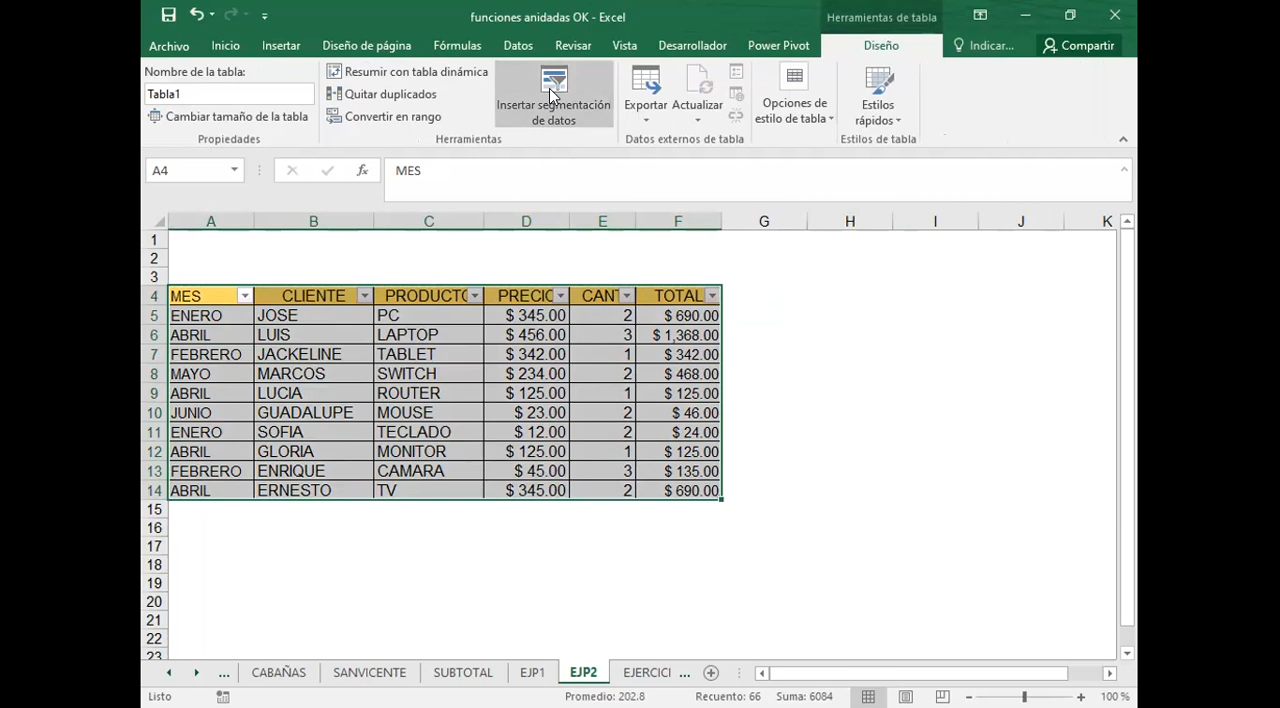 funciones anidadas OK - Excel
Herramientas de tabla
Archivo Inicio Insertar Diseño de página Fórmulas Datos Revisar Vista Desarrollador Power Pivot Diseño Indicar... Compartir
Nombre de la tabla:
Tabla1
Cambiar tamaño de la tabla
Propiedades
Resumir con tabla dinámica
Quitar duplicados
Convertir en rango
Insertar segmentación
de datos
Herramientas
Exportar Actualizar
Datos externos de tabla
Opciones de
estilo de tabla
Estilos
rápidos
Estilos de tabla
A4 fx MES
A B C D E F G H I J K
1
2
3
4 MES CLIENTE PRODUCTO PRECIO CANT TOTAL
5 ENERO JOSE PC $ 345.00 2 $ 690.00
6 ABRIL LUIS LAPTOP $ 456.00 3 $ 1,368.00
7 FEBRERO JACKELINE TABLET $ 342.00 1 $ 342.00
8 MAYO MARCOS SWITCH $ 234.00 2 $ 468.00
9 ABRIL LUCIA ROUTER $ 125.00 1 $ 125.00
10 JUNIO GUADALUPE MOUSE $ 23.00 2 $ 46.00
11 ENERO SOFIA TECLADO $ 12.00 2 $ 24.00
12 ABRIL GLORIA MONITOR $ 125.00 1 $ 125.00
13 FEBRERO ENRIQUE CAMARA $ 45.00 3 $ 135.00
14 ABRIL ERNESTO TV $ 345.00 2 $ 690.00
15
16
17
18
19
20
21
22
23
... CABAÑAS SANVICENTE SUBTOTAL EJP1 EJP2 EJERCICI ...
Listo Promedio: 202.8 Recuento: 66 Suma: 6084 100 %